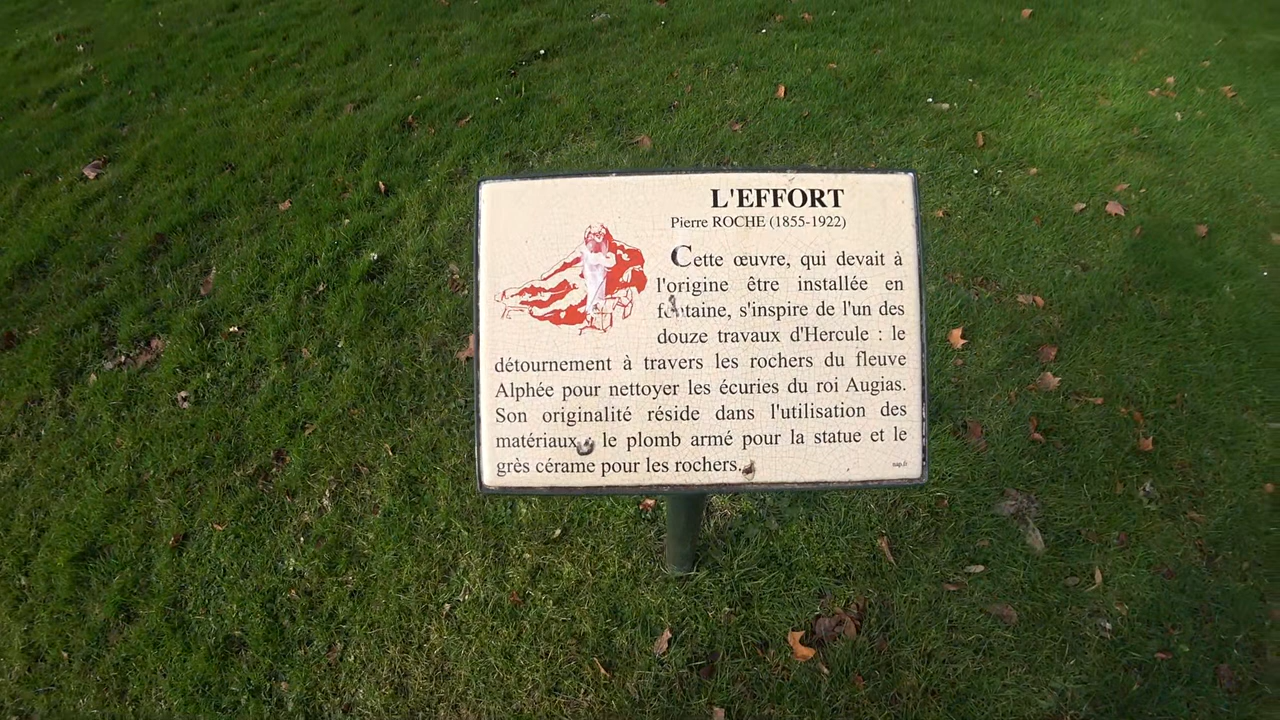 L'EFFORT
Pierre ROCHE (1855-1922)
Cette œuvre, qui devait à
l'origine être installée en
fontaine, s'inspire de l'un des
douze travaux d'Hercule : le
détournement à travers les rochers du fleuve
Alphée pour nettoyer les écuries du roi Augias.
Son originalité réside dans l'utilisation des
matériaux le plomb armé pour la statue et le
grès cérame pour les rochers.
nap.fr